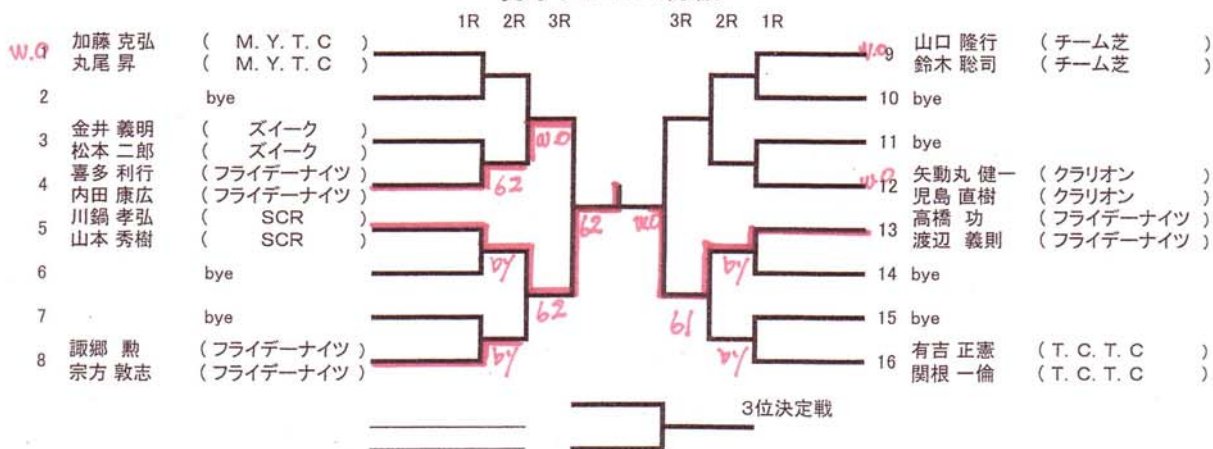 1R 2R 3R 3R 2R 1R
W.O 加藤 克弘 ( M. Y. T. C )
1 丸尾 昇 ( M. Y. T. C )
2 bye
3 金井 義明 ( ズイーク )
松本 二郎 ( ズイーク )
4 喜多 利行 ( フライデーナイツ )
内田 康広 ( フライデーナイツ )
5 川鍋 孝弘 ( SCR )
山本 秀樹 ( SCR )
6 bye
7 bye
8 諏郷 勲 ( フライデーナイツ )
宗方 敦志 ( フライデーナイツ )
62
W.O
62
62
W.O
61
W.O 9 山口 隆行 ( チーム芝 )
鈴木 聡司 ( チーム芝 )
10 bye
11 bye
W.O 12 矢動丸 健一 ( クラリオン )
児島 直樹 ( クラリオン )
13 高橋 功 ( フライデーナイツ )
渡辺 義則 ( フライデーナイツ )
14 bye
15 bye
16 有吉 正憲 ( T. C. T. C )
関根 一倫 ( T. C. T. C )
3位決定戦